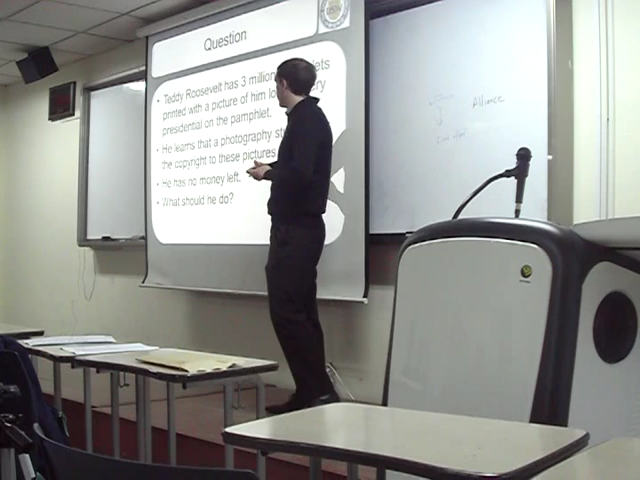 Question
• Teddy Roosevelt has 3 million
printed with a picture of him
presidential on the pamphlet.
• He learns that a photography
the copyright to these pictures
• He has no money left.
• What should he do?
Alliance